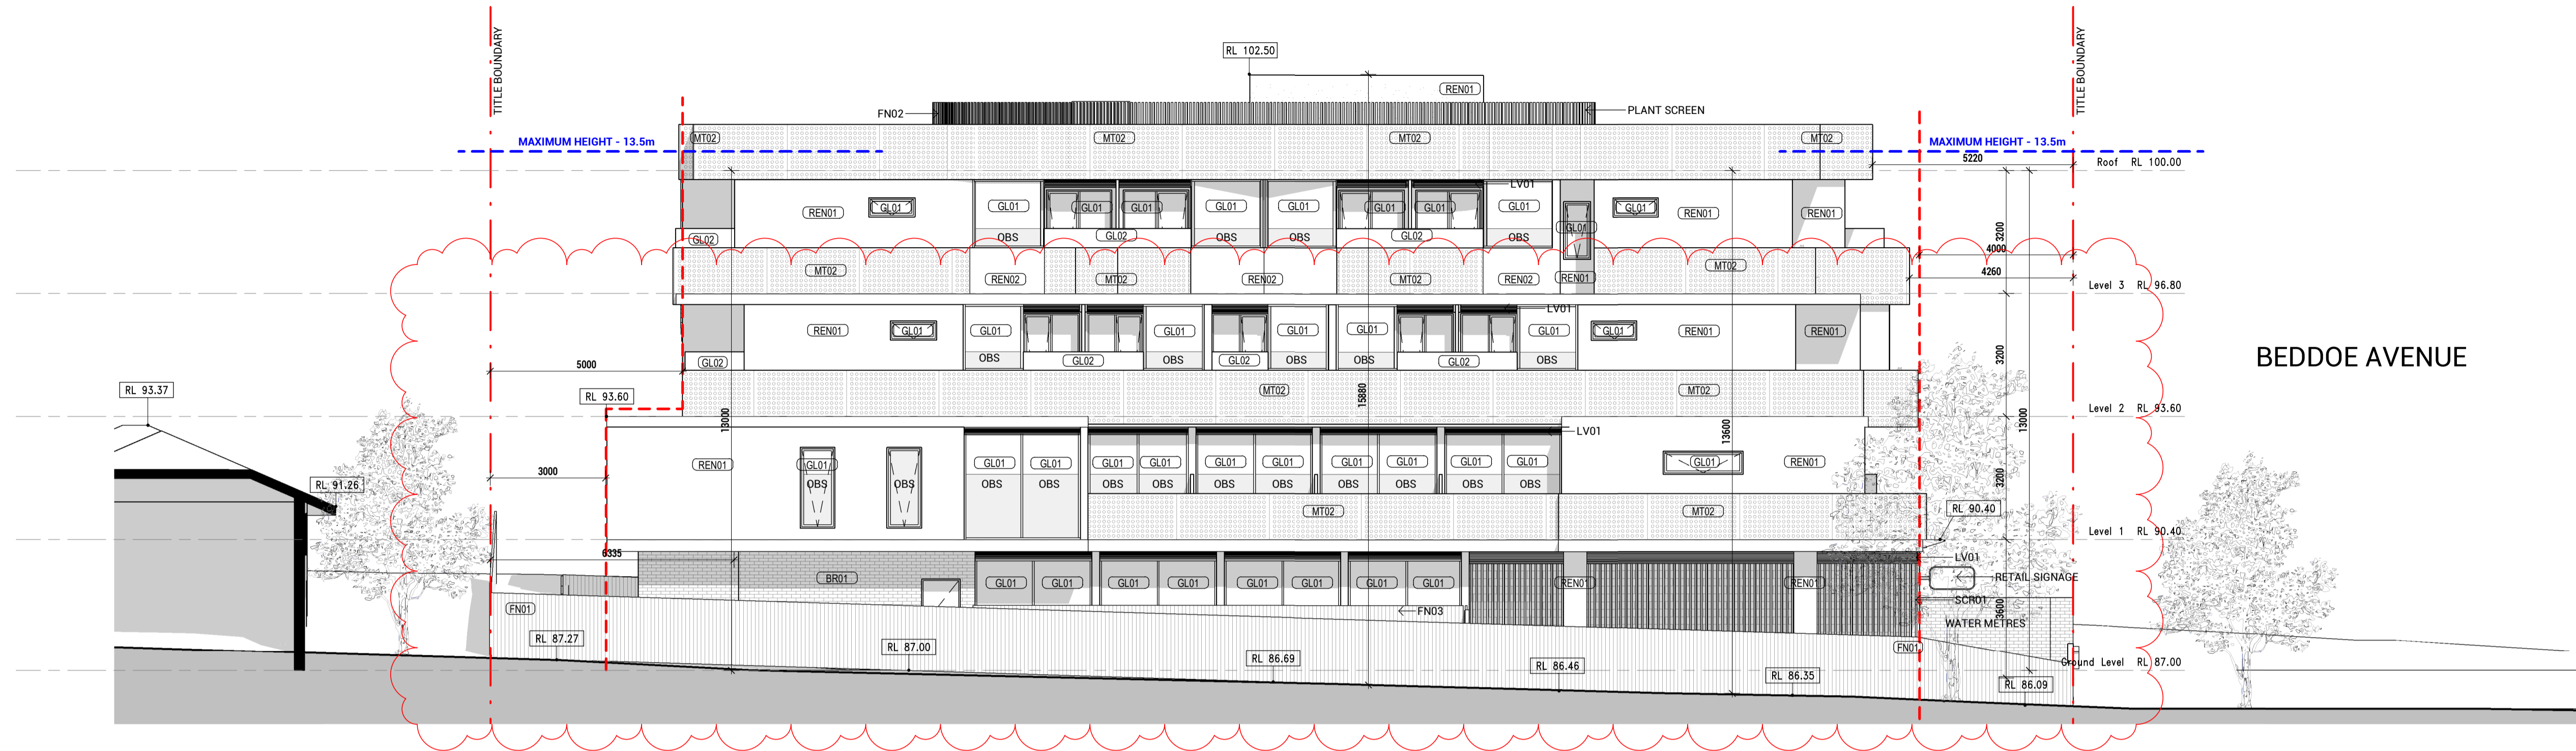 TITLE BOUNDARY
TITLE BOUNDARY
RL 102.50
REN01
FN02
PLANT SCREEN
MT02
MT02
MT02
MT02
MAXIMUM HEIGHT - 13.5m
MAXIMUM HEIGHT - 13.5m
5220
Roof RL 100.00
LV01
REN01
GL01
GL01
GL01
GL01
GL01
GL01
GL01
GL01
GL01
GL01
GL01
REN01
REN01
GL02
OBS
GL02
OBS
OBS
GL02
OBS
3200
4000
MT02
REN02
MT02
REN02
MT02
REN02
REN01
MT02
4260
Level 3 RL 96.80
LV01
REN01
GL01
GL01
GL01
GL01
GL01
GL01
GL01
REN01
REN01
GL02
OBS
GL02
OBS
GL02
OBS
GL02
OBS
3200
BEDDOE AVENUE
5000
RL 93.37
RL 93.60
MT02
MT02
15880
13000
13600
13000
Level 2 RL 93.60
LV01
REN01
GL01
OBS
OBS
GL01
GL01
GL01
GL01
GL01
GL01
GL01
GL01
GL01
GL01
GL01
REN01
OBS
OBS
OBS
OBS
OBS
OBS
OBS
OBS
OBS
OBS
3000
3200
RL 91.26
MT02
MT02
RL 90.40
Level 1 RL 90.40
6335
LV01
BR01
GL01
GL01
GL01
GL01
GL01
GL01
GL01
GL01
REN01
REN01
RETAIL SIGNAGE
SCR01
3600
FN01
FN03
WATER METRES
RL 87.27
RL 87.00
RL 86.69
RL 86.46
RL 86.35
FN01
Ground Level RL 87.00
RL 86.09